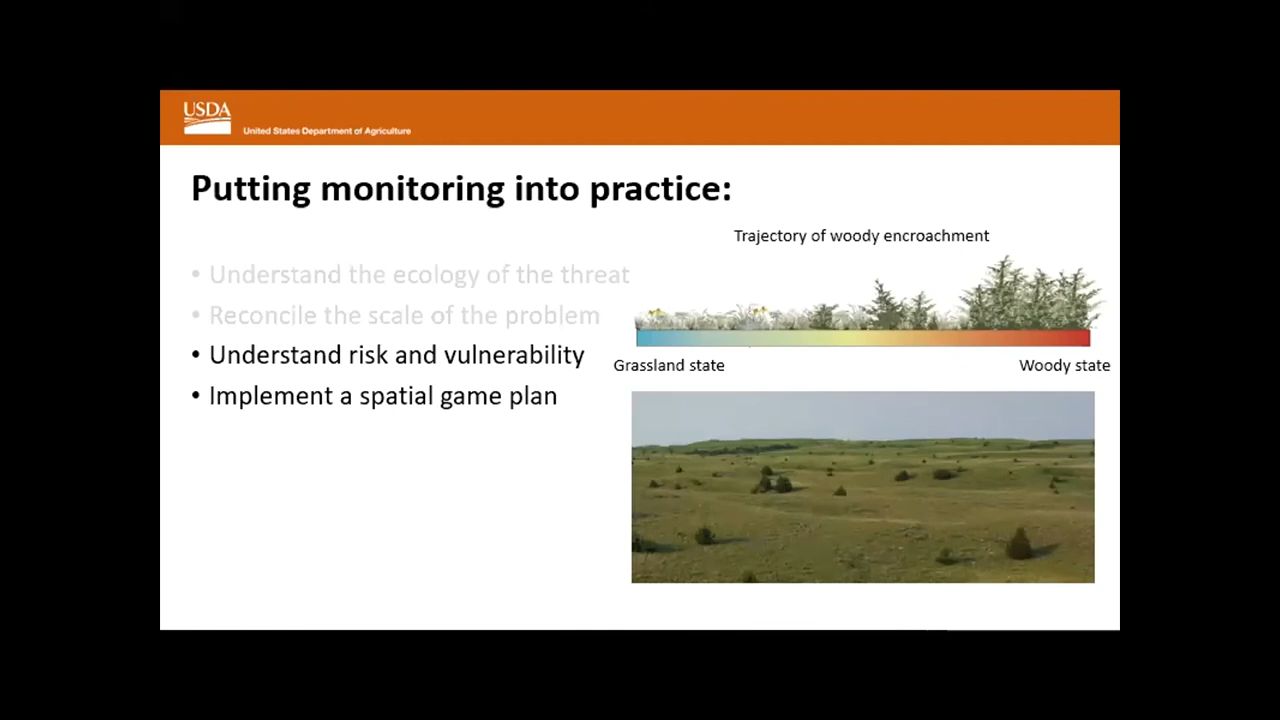 USDA
United States Department of Agriculture
Putting monitoring into practice:
• Understand the ecology of the threat
• Reconcile the scale of the problem
• Understand risk and vulnerability
• Implement a spatial game plan
Trajectory of woody encroachment
Grassland state
Woody state